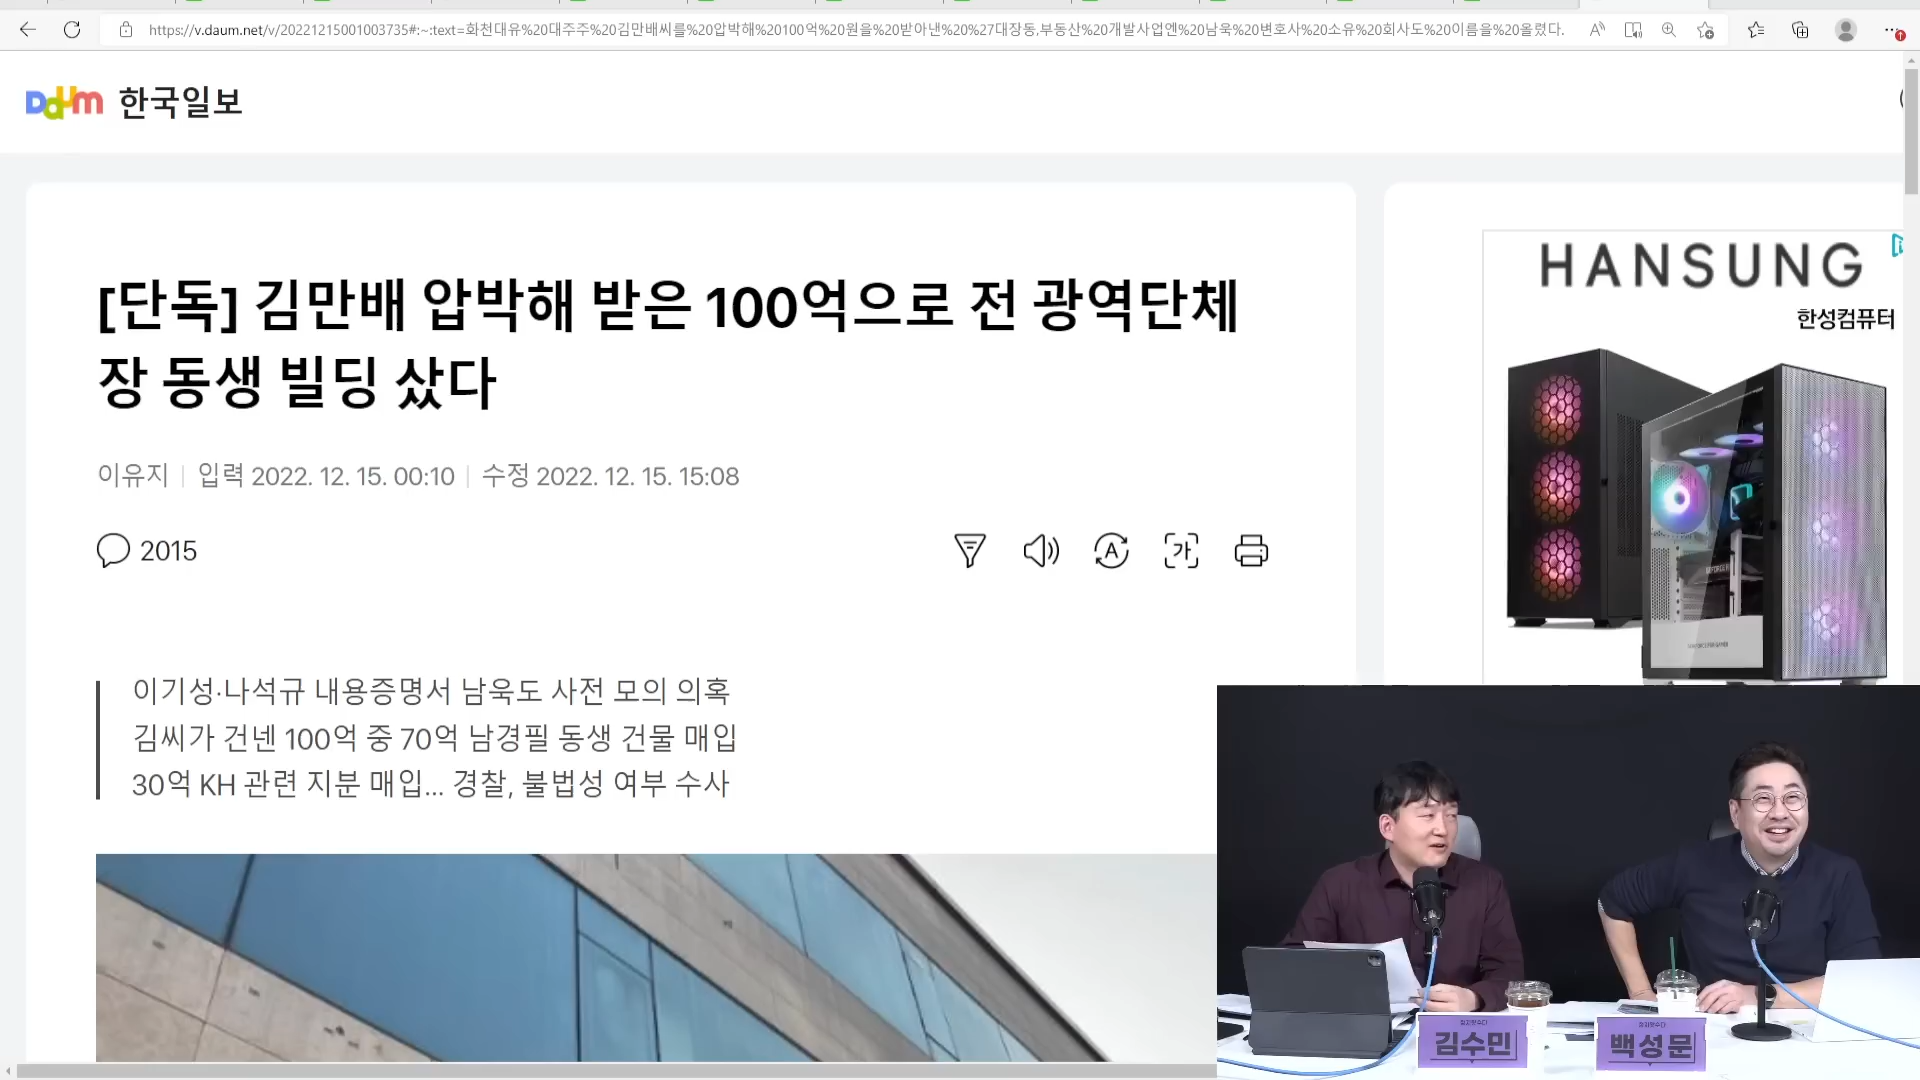 https://v.daum.net/v/20221215001003735#:~:text=화천대유%20대주주%20김만배씨를%20압박해%20100억%20원을%20받아낸%20%27대장동,부동산%20개발사업엔%20남욱%20변호사%20소유%20회사도%20이름을%20올렸다.
Daum 한국일보
[단독] 김만배 압박해 받은 100억으로 전 광역단체
장 동생 빌딩 샀다
이유지 | 입력 2022. 12. 15. 00:10 | 수정 2022. 12. 15. 15:08
2015
가
이기성·나석규 내용증명서 남욱도 사전 모의 의혹
김씨가 건넨 100억 중 70억 남경필 동생 건물 매입
30억 KH 관련 지분 매입... 경찰, 불법성 여부 수사
HANSUNG
한성컴퓨터
김수민
백성문